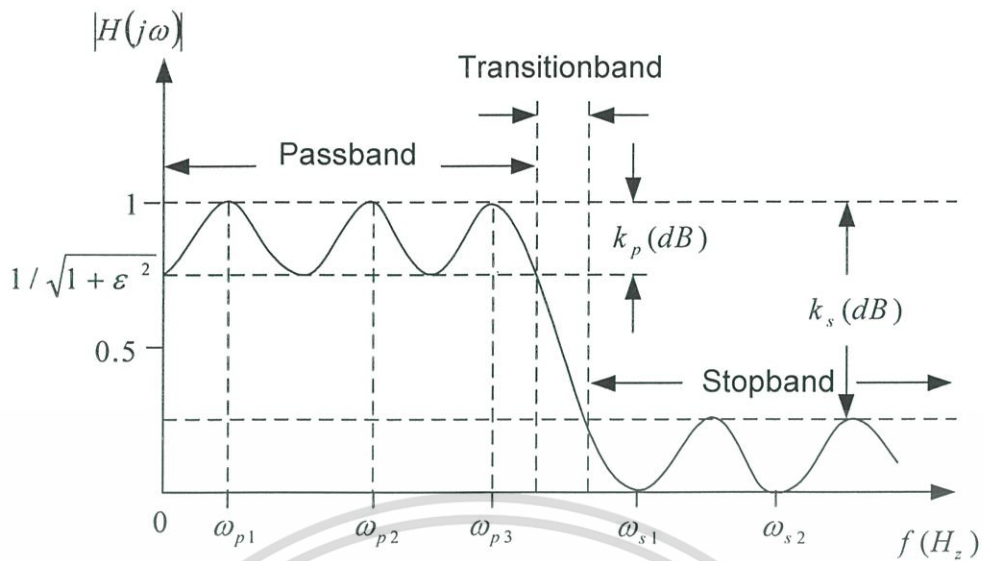 |H(jω)|
Transitionband
Passband
1
k_p (dB)
1/√(1+ε²)
k_s (dB)
0.5
Stopband
0
ω_p1
ω_p2
ω_p3
ω_s1
ω_s2
f(H_z)